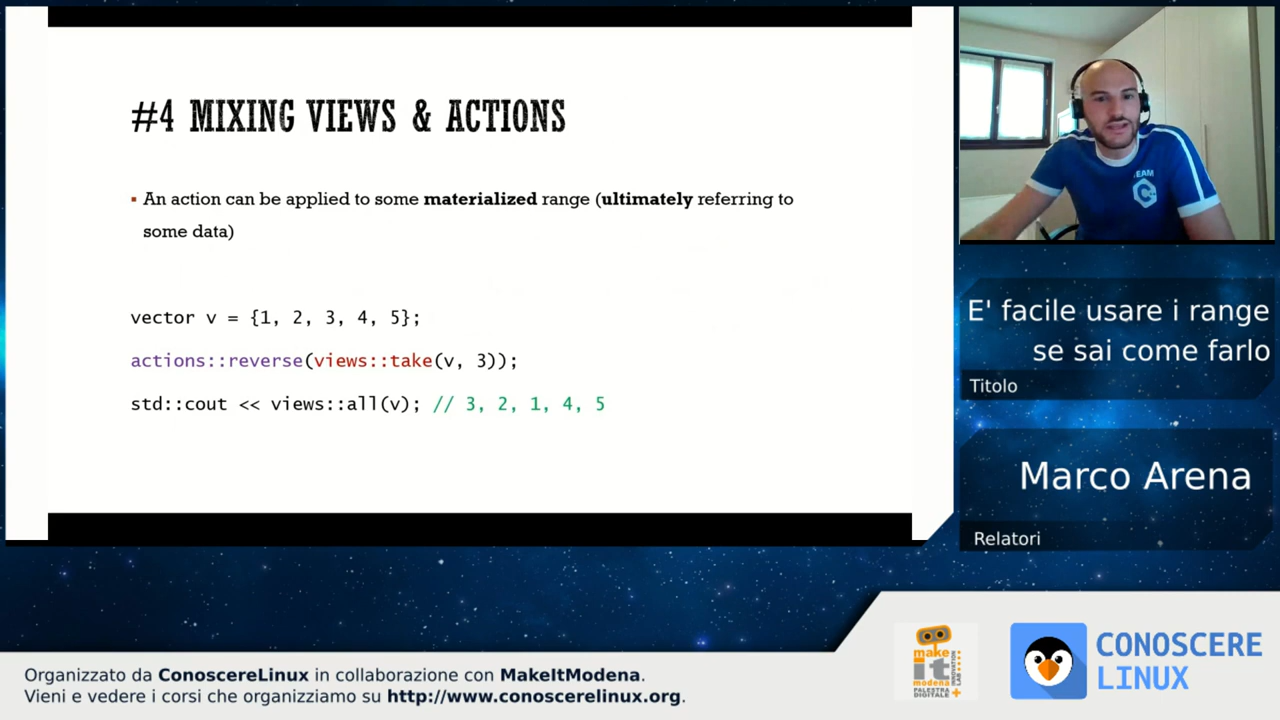 #4 MIXING VIEWS & ACTIONS
▪ An action can be applied to some materialized range (ultimately referring to
some data)
vector v = {1, 2, 3, 4, 5};
actions::reverse(views::take(v, 3));
std::cout << views::all(v); // 3, 2, 1, 4, 5
EAM
C++
E' facile usare i range
se sai come farlo
Titolo
Marco Arena
Relatori
make
it
modena
PALESTRA
DIGITALE
INNOVATION
LAB
CONOSCERE
LINUX
Organizzato da ConoscereLinux in collaborazione con MakeItModena.
Vieni e vedere i corsi che organizziamo su http://www.conoscerelinux.org.